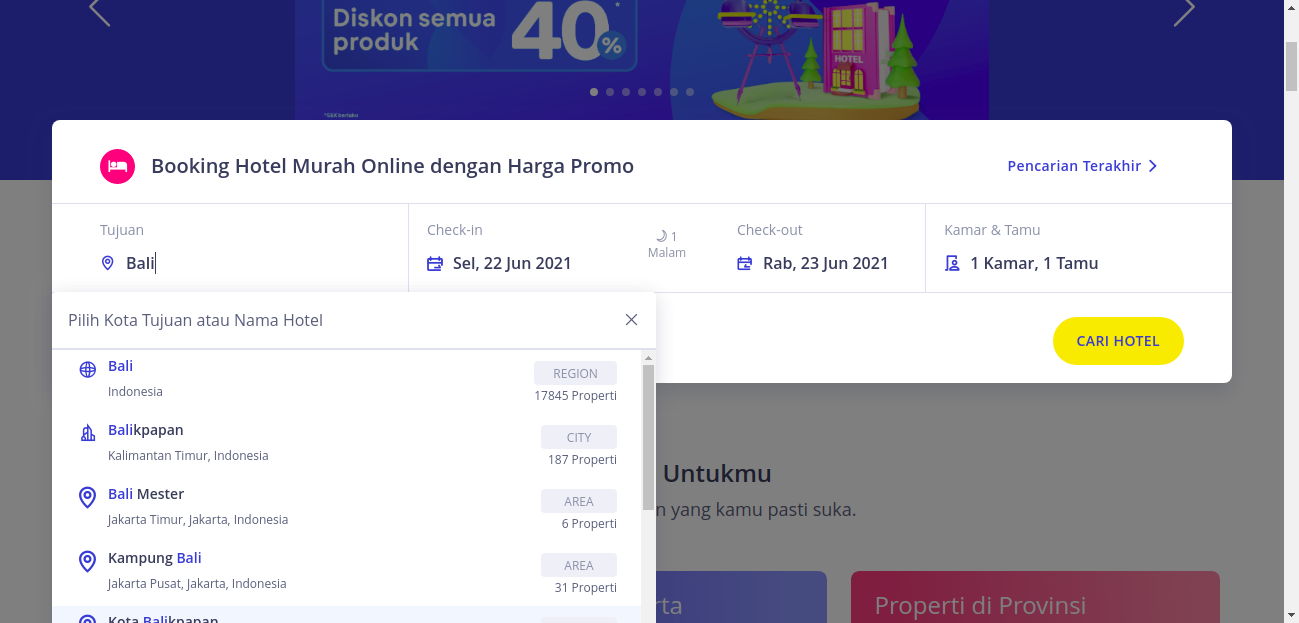 Diskon semua
produk
40%*
*S&K berlaku
HOTEL
Booking Hotel Murah Online dengan Harga Promo
Pencarian Terakhir
Tujuan
Bali
Check-in
Sel, 22 Jun 2021
1
Malam
Check-out
Rab, 23 Jun 2021
Kamar & Tamu
1 Kamar, 1 Tamu
Pilih Kota Tujuan atau Nama Hotel
CARI HOTEL
Bali
REGION
Indonesia
17845 Properti
Balikpapan
CITY
Kalimantan Timur, Indonesia
187 Properti
Bali Mester
AREA
Jakarta Timur, Jakarta, Indonesia
6 Properti
Kampung Bali
AREA
Jakarta Pusat, Jakarta, Indonesia
31 Properti
Kota Balikpapan
Untukmu
n yang kamu pasti suka.
rta
Properti di Provinsi